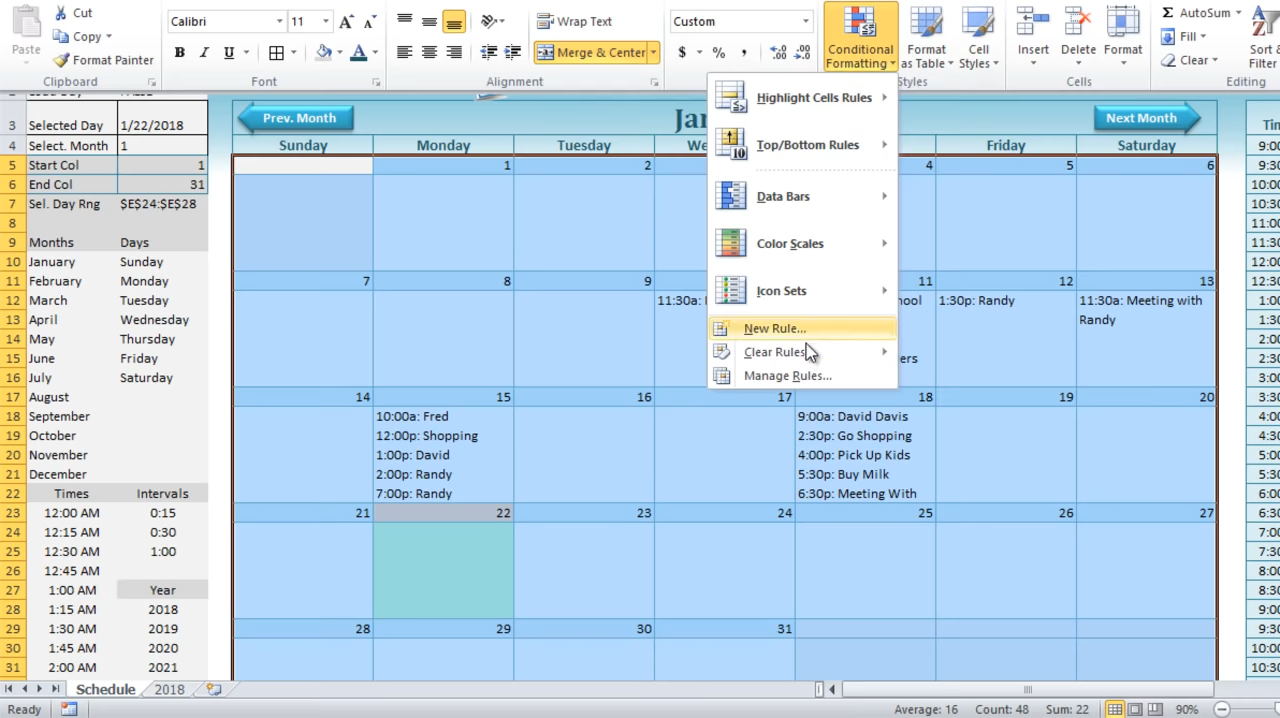 Cut
Copy
Format Painter
Paste
Clipboard
Calibri
11
A A
B I U
A
Font
Wrap Text
Merge & Center
Alignment
Custom
$ % ,
Conditional
Formatting
Format
as Table
Cell
Styles
Styles
Insert
Delete
Format
Cells
Σ AutoSum
Fill
Clear
Sort
Filter
Editing
Highlight Cells Rules
Top/Bottom Rules
Data Bars
Color Scales
Icon Sets
New Rule...
Clear Rules
Manage Rules...
3 Selected Day 1/22/2018
4 Select. Month 1
5 Start Col 1
6 End Col 31
7 Sel. Day Rng $E$24:$E$28
8
9 Months Days
10 January Sunday
11 February Monday
12 March Tuesday
13 April Wednesday
14 May Thursday
15 June Friday
16 July Saturday
17 August
18 September
19 October
20 November
21 December
22 Times Intervals
23 12:00 AM 0:15
24 12:15 AM 0:30
25 12:30 AM 1:00
26 12:45 AM
27 1:00 AM Year
28 1:15 AM 2018
29 1:30 AM 2019
30 1:45 AM 2020
31 2:00 AM 2021
Prev. Month
Next Month
Sunday Monday Tuesday Friday Saturday
1 2 4 5 6
7 8 9 11 12 13
11:30a:
1:30p: Randy
11:30a: Meeting with
Randy
14 15 16 17 18 19 20
10:00a: Fred
12:00p: Shopping
1:00p: David
2:00p: Randy
7:00p: Randy
9:00a: David Davis
2:30p: Go Shopping
4:00p: Pick Up Kids
5:30p: Buy Milk
6:30p: Meeting With
21 22 23 24 25 26 27
28 29 30 31
Schedule 2018
Ready
Average: 16 Count: 48 Sum: 22
90%